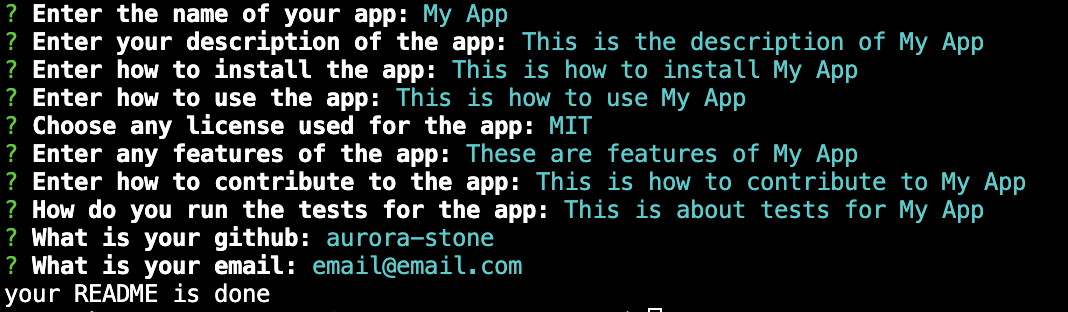 ? Enter the name of your app: My App
? Enter your description of the app: This is the description of My App
? Enter how to install the app: This is how to install My App
? Enter how to use the app: This is how to use My App
? Choose any license used for the app: MIT
? Enter any features of the app: These are features of My App
? Enter how to contribute to the app: This is how to contribute to My App
? How do you run the tests for the app: This is about tests for My App
? What is your github: aurora-stone
? What is your email: email@email.com
your README is done